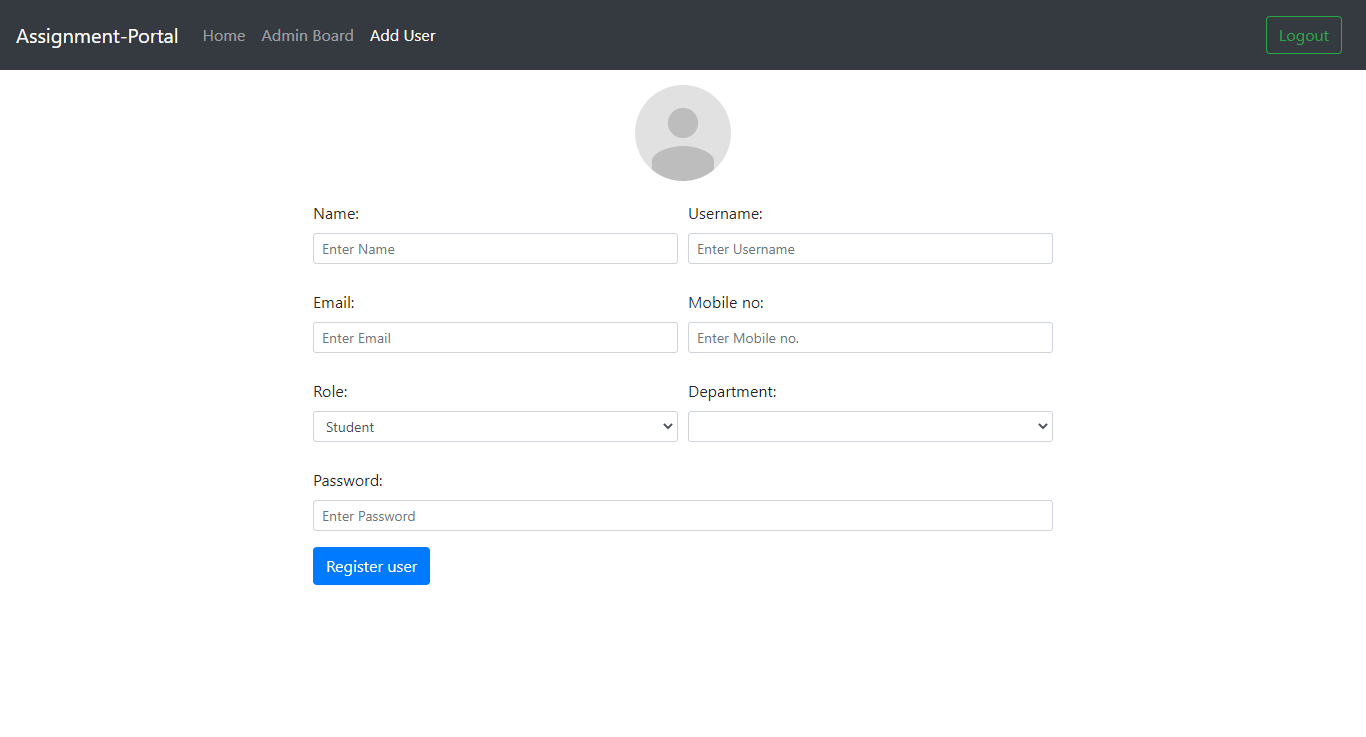 Assignment-Portal Home Admin Board Add User Logout
Name: Username:
Enter Name Enter Username
Email: Mobile no:
Enter Email Enter Mobile no.
Role: Department:
Student
Password:
Enter Password
Register user